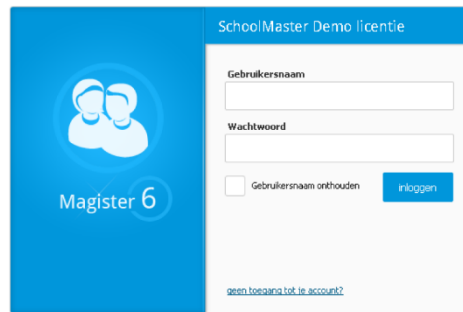 SchoolMaster Demo licentie
Magister 6
Gebruikersnaam
Wachtwoord
Gebruikersnaam onthouden
inloggen
geen toegang tot je account?